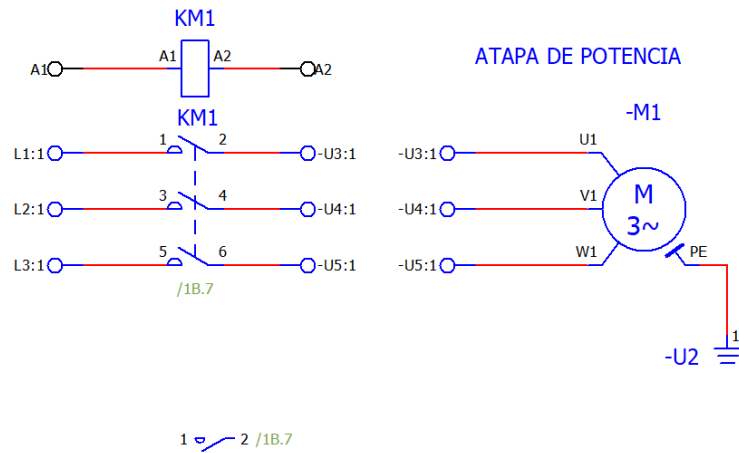 KM1
A1 A1 A2 A2
ATAPA DE POTENCIA
KM1
-M1
L1:1 1 2 -U3:1
-U3:1 U1
L2:1 3 4 -U4:1
-U4:1 V1
M
3~
L3:1 5 6 -U5:1
-U5:1 W1 PE
/1B.7
1
-U2
1 2 /1B.7